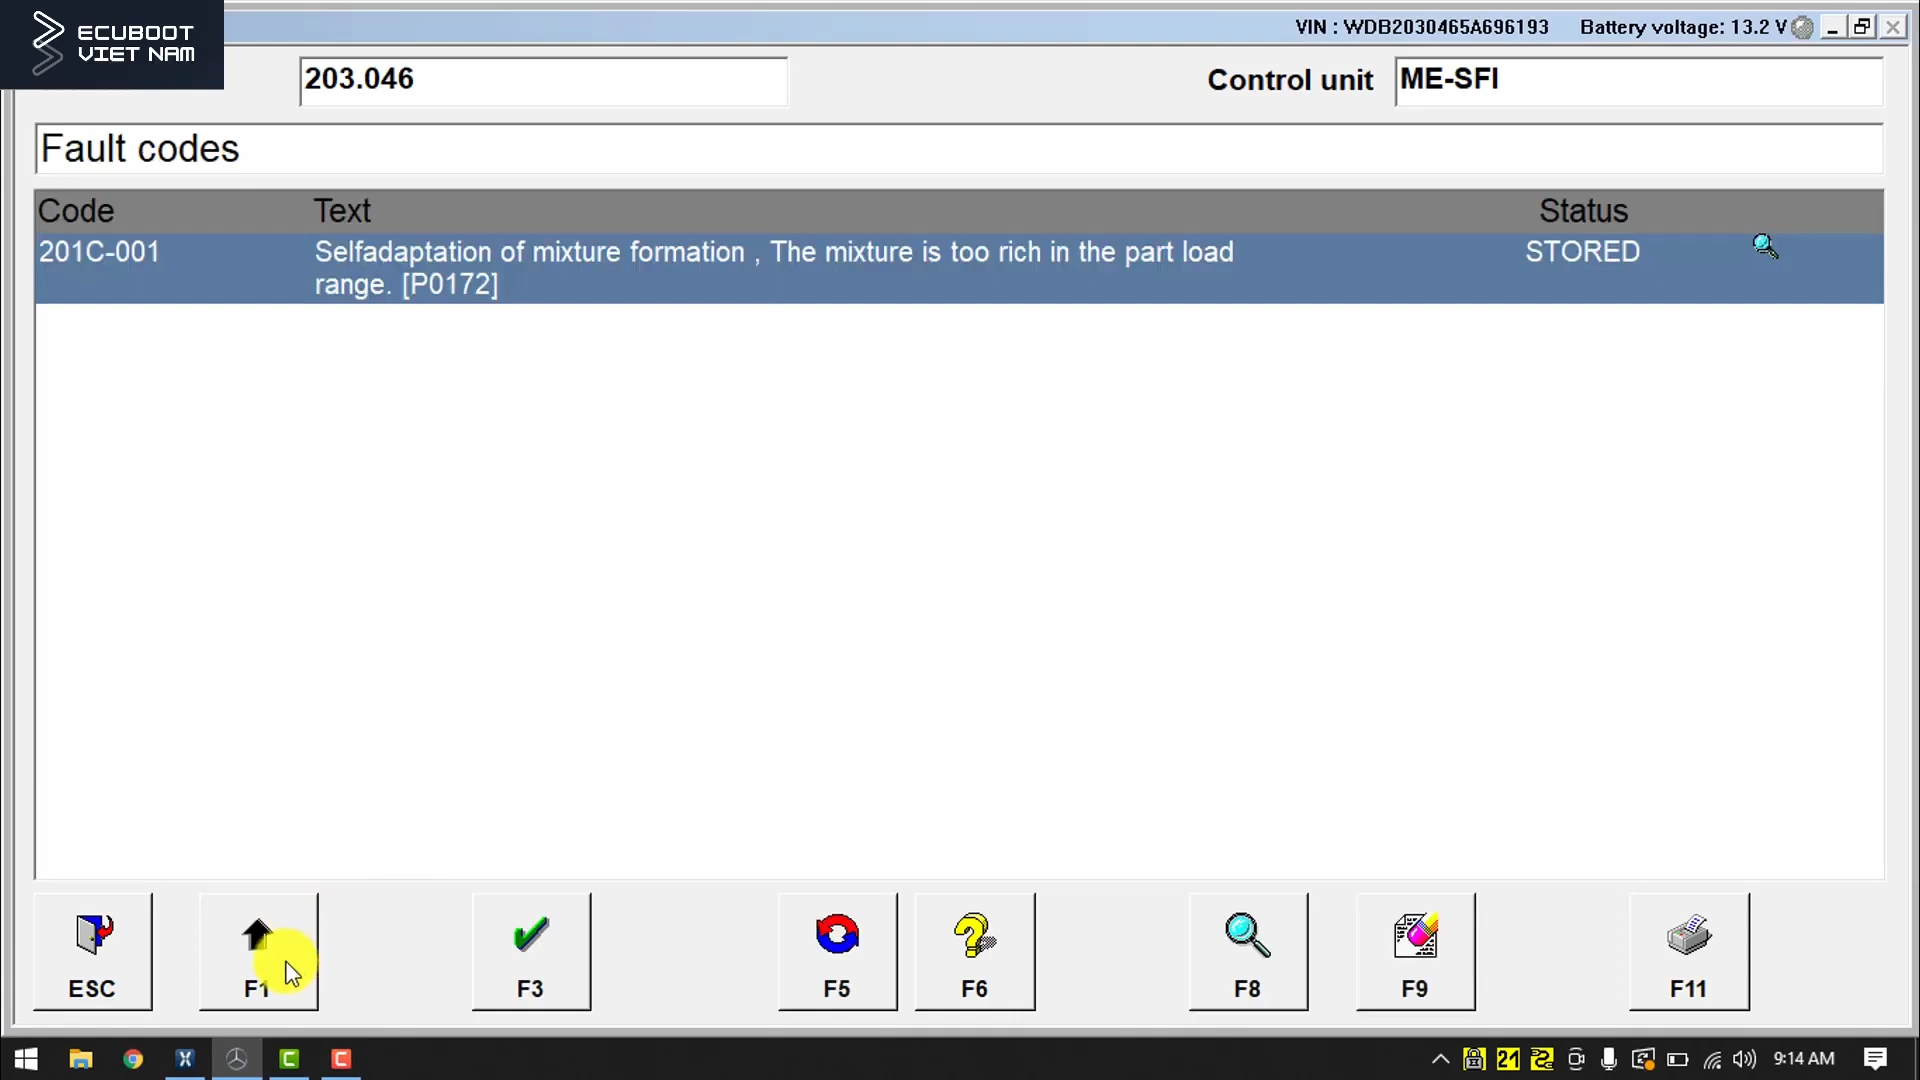 ECUBOOT
VIET NAM
VIN : WDB2030465A696193 Battery voltage: 13.2 V
203.046
Control unit ME-SFI
Fault codes
Code Text Status
201C-001 Selfadaptation of mixture formation , The mixture is too rich in the part load STORED
range. [P0172]
ESC F1 F3 F5 F6 F8 F9 F11
21 9:14 AM